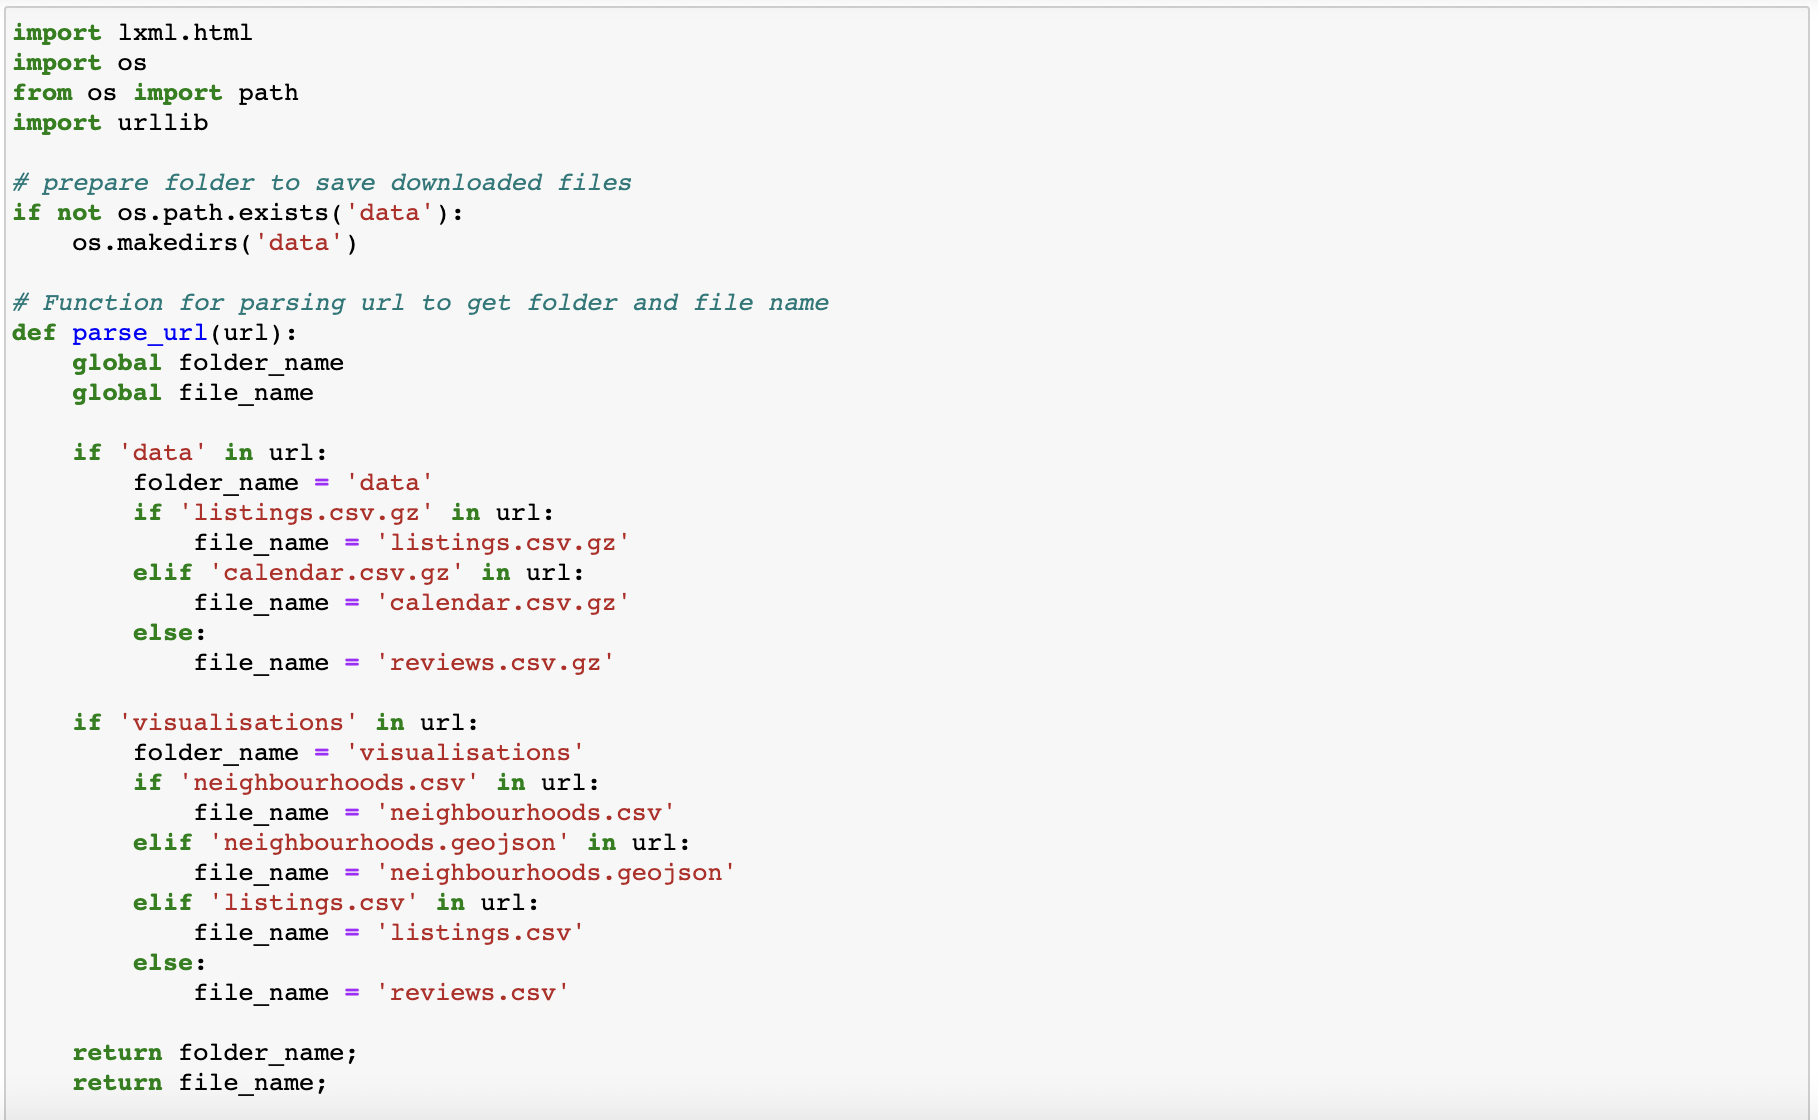 import lxml.html
import os
from os import path
import urllib

# prepare folder to save downloaded files
if not os.path.exists('data'):
    os.makedirs('data')

# Function for parsing url to get folder and file name
def parse_url(url):
    global folder_name
    global file_name

    if 'data' in url:
        folder_name = 'data'
        if 'listings.csv.gz' in url:
            file_name = 'listings.csv.gz'
        elif 'calendar.csv.gz' in url:
            file_name = 'calendar.csv.gz'
        else:
            file_name = 'reviews.csv.gz'

    if 'visualisations' in url:
        folder_name = 'visualisations'
        if 'neighbourhoods.csv' in url:
            file_name = 'neighbourhoods.csv'
        elif 'neighbourhoods.geojson' in url:
            file_name = 'neighbourhoods.geojson'
        elif 'listings.csv' in url:
            file_name = 'listings.csv'
        else:
            file_name = 'reviews.csv'

    return folder_name;
    return file_name;